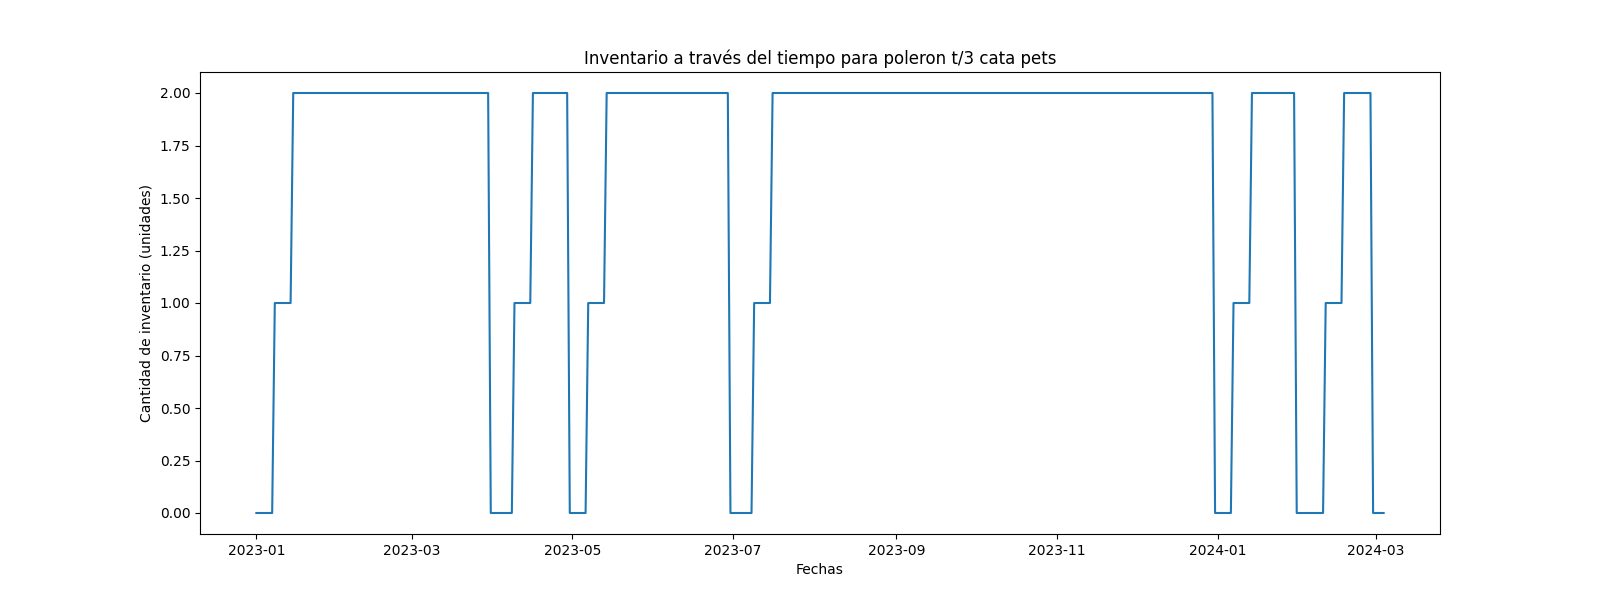 Inventario a través del tiempo para poleron t/3 cata pets
Cantidad de inventario (unidades)
2.00
1.75
1.50
1.25
1.00
0.75
0.50
0.25
0.00
2023-01 2023-03 2023-05 2023-07 2023-09 2023-11 2024-01 2024-03
Fechas